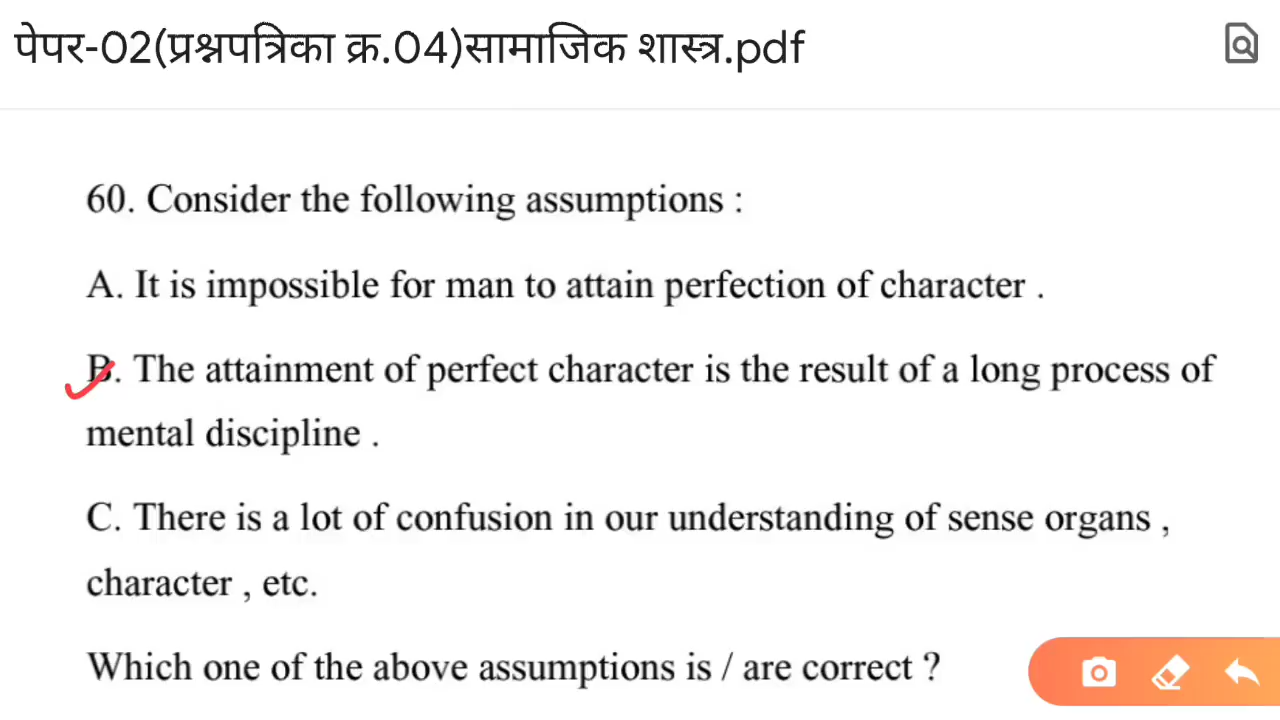 पेपर-02(प्रश्नपत्रिका क्र.04)सामाजिक शास्त्र.pdf
60. Consider the following assumptions :
A. It is impossible for man to attain perfection of character .
B. The attainment of perfect character is the result of a long process of
mental discipline .
C. There is a lot of confusion in our understanding of sense organs ,
character , etc.
Which one of the above assumptions is / are correct ?